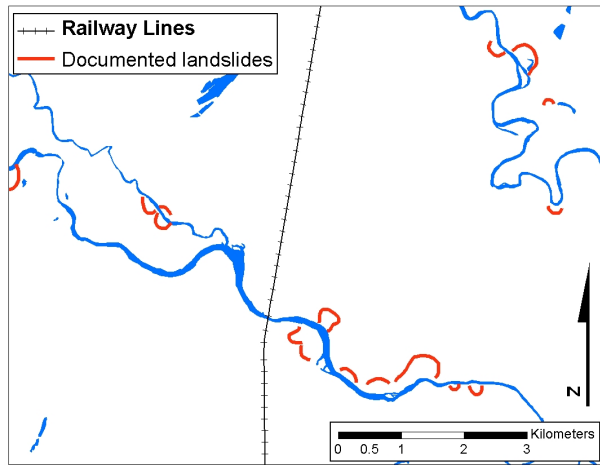 Railway Lines
Documented landslides
N
Kilometers
0 0.5 1 2 3